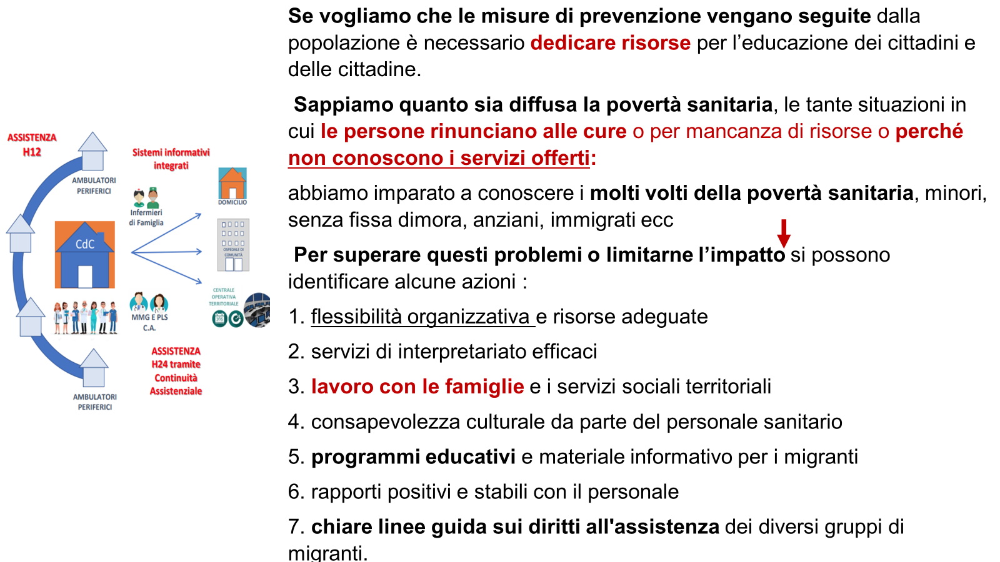 Se vogliamo che le misure di prevenzione vengano seguite dalla
popolazione è necessario dedicare risorse per l’educazione dei cittadini e
delle cittadine.
Sappiamo quanto sia diffusa la povertà sanitaria, le tante situazioni in
cui le persone rinunciano alle cure o per mancanza di risorse o perché
non conoscono i servizi offerti:
abbiamo imparato a conoscere i molti volti della povertà sanitaria, minori,
senza fissa dimora, anziani, immigrati ecc
Per superare questi problemi o limitarne l’impatto si possono
identificare alcune azioni :
1. flessibilità organizzativa e risorse adeguate
2. servizi di interpretariato efficaci
3. lavoro con le famiglie e i servizi sociali territoriali
4. consapevolezza culturale da parte del personale sanitario
5. programmi educativi e materiale informativo per i migranti
6. rapporti positivi e stabili con il personale
7. chiare linee guida sui diritti all'assistenza dei diversi gruppi di
migranti.
ASSISTENZA
H12
AMBULATORI
PERIFERICI
Sistemi informativi
integrati
Infermieri
di Famiglia
DOMICILIO
CdC
OSPEDALE DI
COMUNITÀ
CENTRALE
OPERATIVA
TERRITORIALE
365
MMG E PLS
C.A.
ASSISTENZA
H24 tramite
Continuità
Assistenziale
AMBULATORI
PERIFERICI